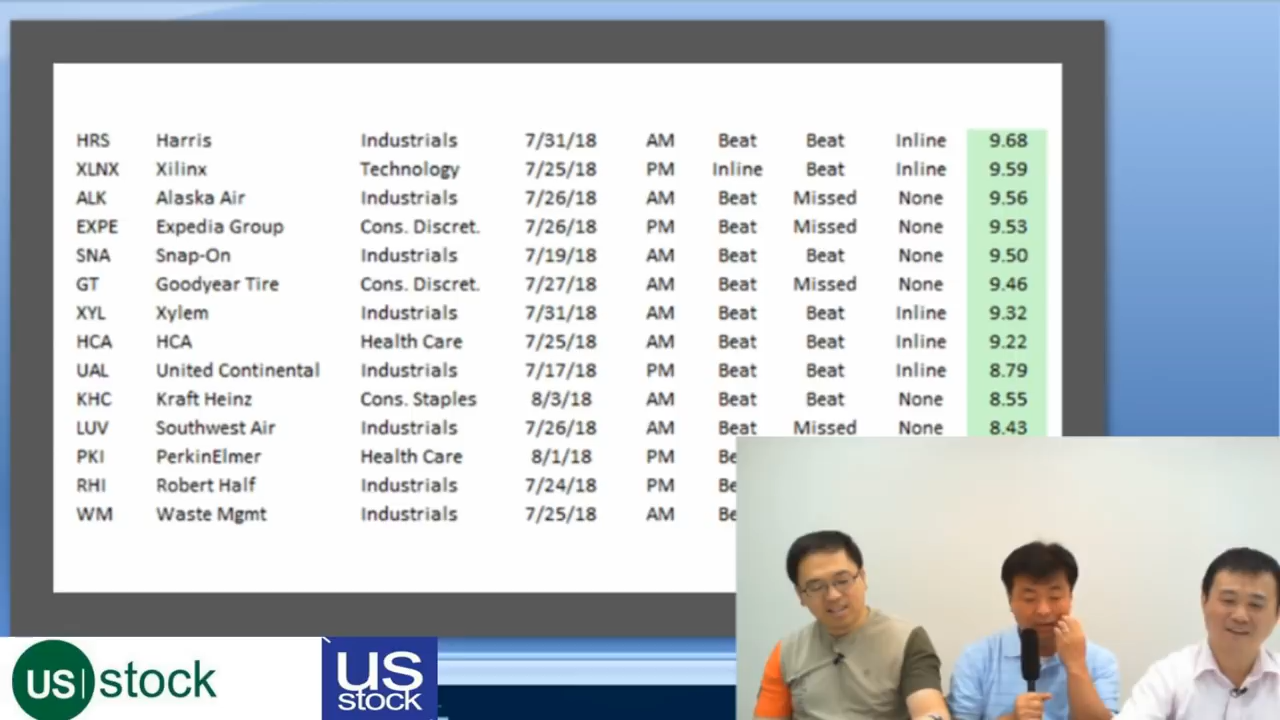 HRS Harris Industrials 7/31/18 AM Beat Beat Inline 9.68
XLNX Xilinx Technology 7/25/18 PM Inline Beat Inline 9.59
ALK Alaska Air Industrials 7/26/18 AM Beat Missed None 9.56
EXPE Expedia Group Cons. Discret. 7/26/18 PM Beat Missed None 9.53
SNA Snap-On Industrials 7/19/18 AM Beat Beat None 9.50
GT Goodyear Tire Cons. Discret. 7/27/18 AM Beat Missed None 9.46
XYL Xylem Industrials 7/31/18 AM Beat Beat Inline 9.32
HCA HCA Health Care 7/25/18 AM Beat Beat Inline 9.22
UAL United Continental Industrials 7/17/18 PM Beat Beat Inline 8.79
KHC Kraft Heinz Cons. Staples 8/3/18 AM Beat Beat None 8.55
LUV Southwest Air Industrials 7/26/18 AM Beat Missed None 8.43
PKI PerkinElmer Health Care 8/1/18 PM Be
RHI Robert Half Industrials 7/24/18 PM Be
WM Waste Mgmt Industrials 7/25/18 AM Be
US stock
US
stock